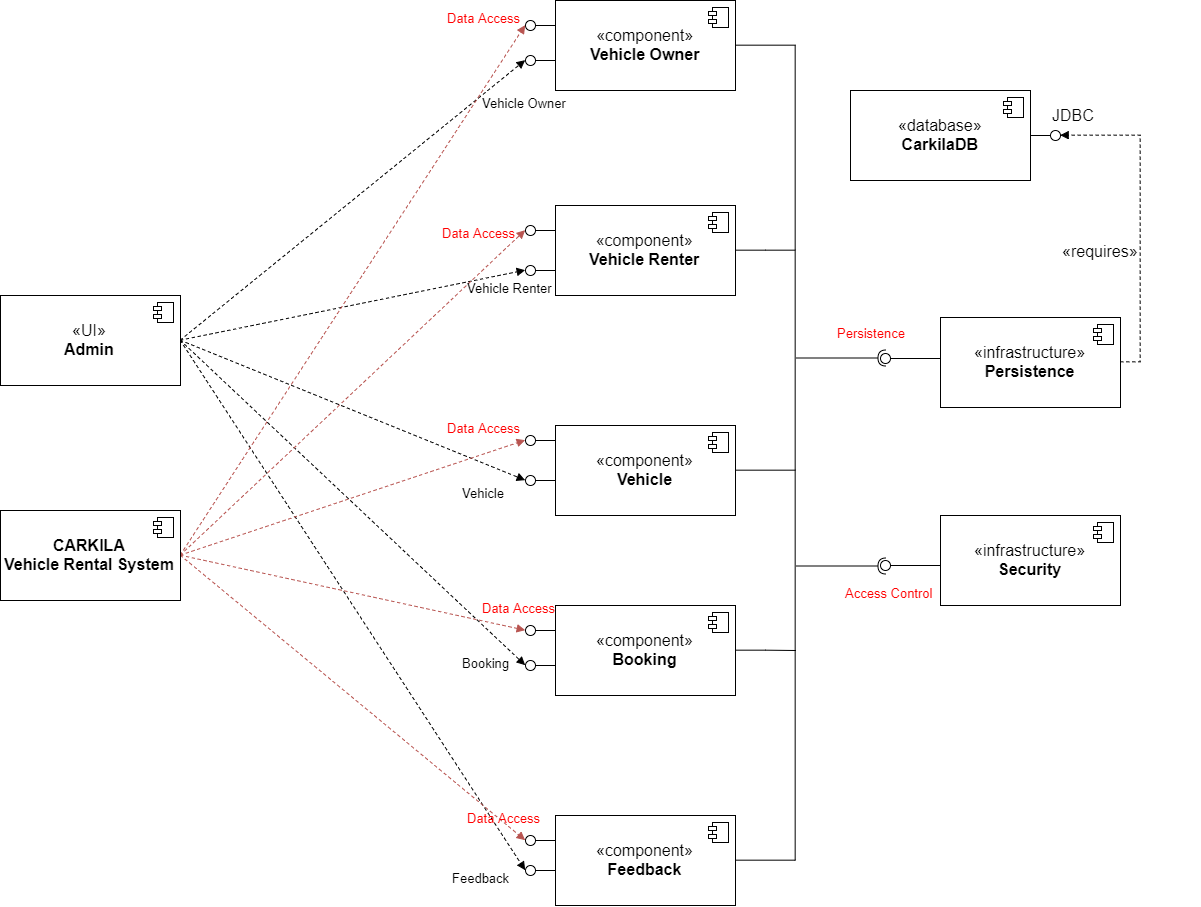 Data Access
«component»
Vehicle Owner
Vehicle Owner
«database»
CarkilaDB
JDBC
Data Access
«component»
Vehicle Renter
Vehicle Renter
«requires»
«UI»
Admin
Persistence
«infrastructure»
Persistence
Data Access
«component»
Vehicle
Vehicle
CARKILA
Vehicle Rental System
«infrastructure»
Security
Access Control
Data Access
«component»
Booking
Booking
Data Access
«component»
Feedback
Feedback